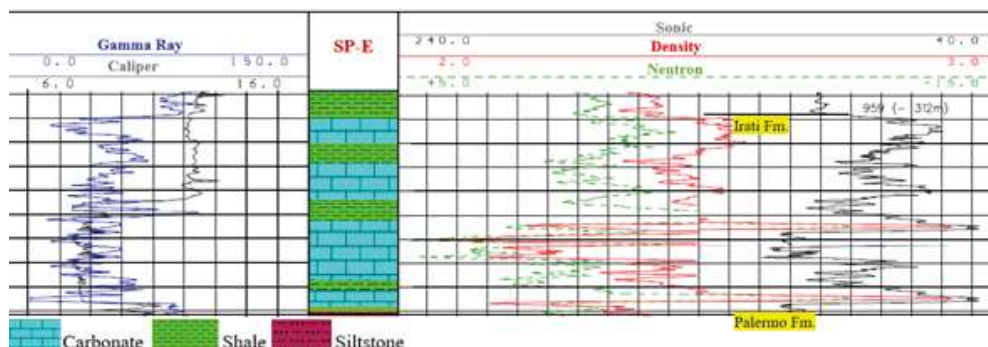 Gamma Ray
0.0 150.0
Caliper
6.0 16.0
SP-E
Sonic
240.0 40.0
Density
2.0 3.0
Neutron
45.0 -15.0
959 (- 312m)
Irati Fm.
Palermo Fm.
Carbonate Shale Siltstone